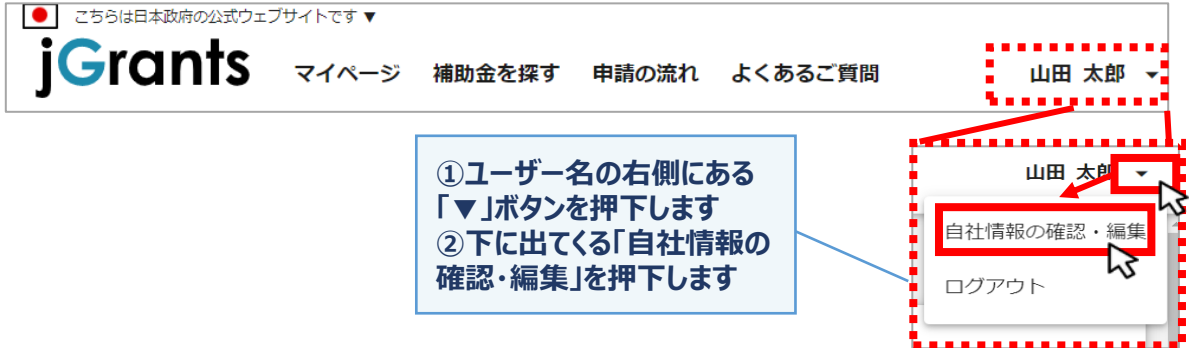 こちらは日本政府の公式ウェブサイトです ▼
jGrants マイページ 補助金を探す 申請の流れ よくあるご質問 山田 太郎
①ユーザー名の右側にある
「▼」ボタンを押下します
②下に出てくる「自社情報の
確認・編集」を押下します
山田 太郎
自社情報の確認・編集
ログアウト